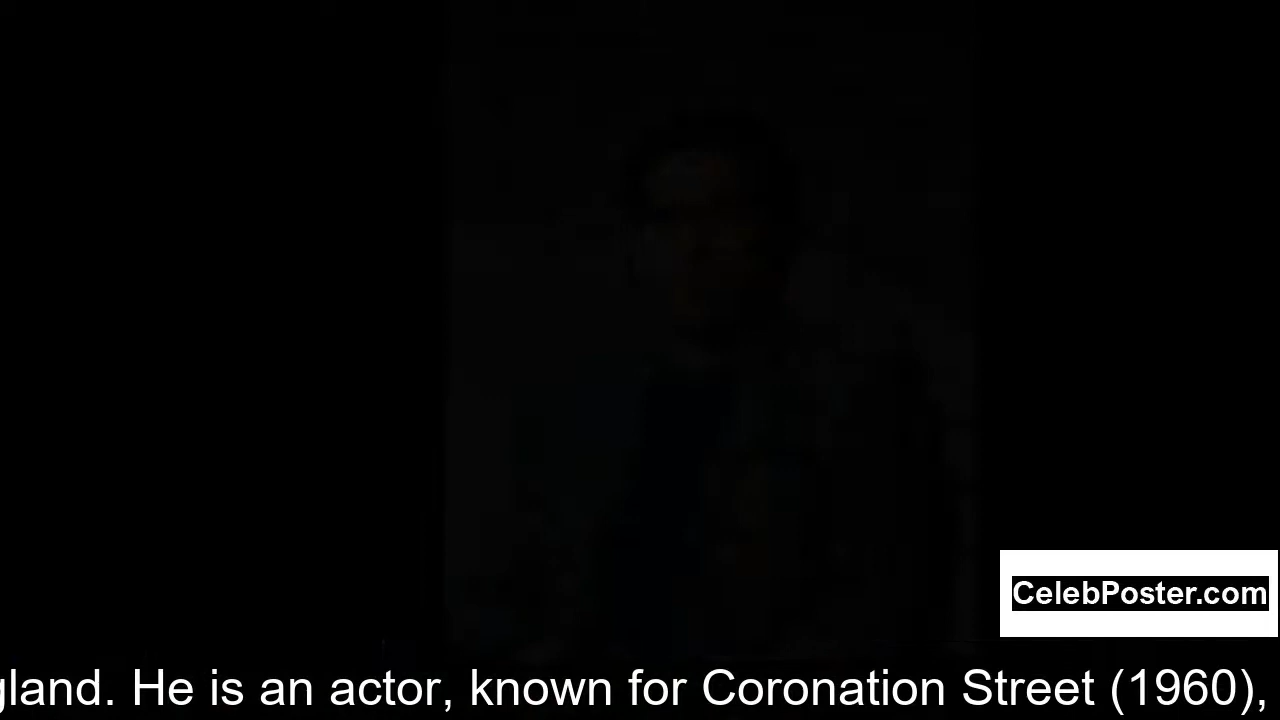 CelebPoster.com
gland. He is an actor, known for Coronation Street (1960),